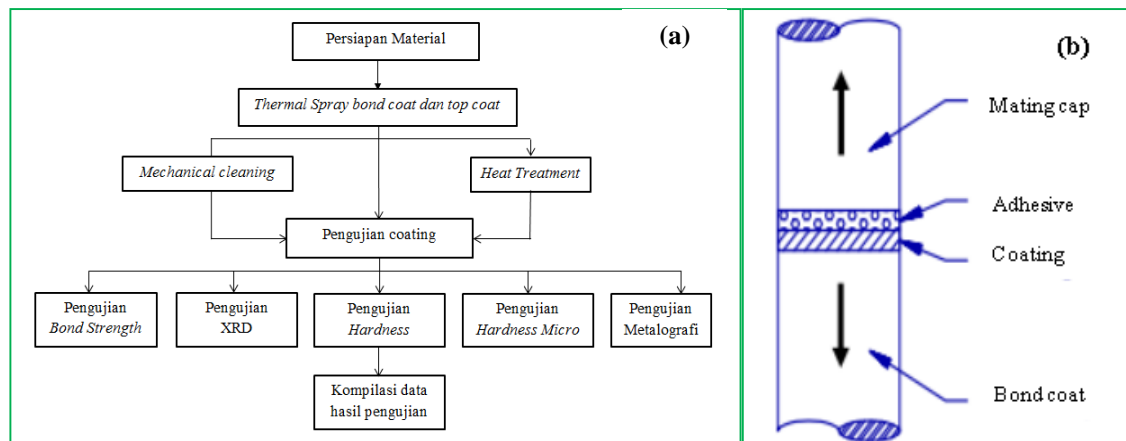 (a)
Persiapan Material
Thermal Spray bond coat dan top coat
Mechanical cleaning
Heat Treatment
Pengujian coating
Pengujian
Bond Strength
Pengujian
XRD
Pengujian
Hardness
Pengujian
Hardness Micro
Pengujian
Metalografi
Kompilasi data
hasil pengujian
(b)
Mating cap
Adhesive
Coating
Bond coat